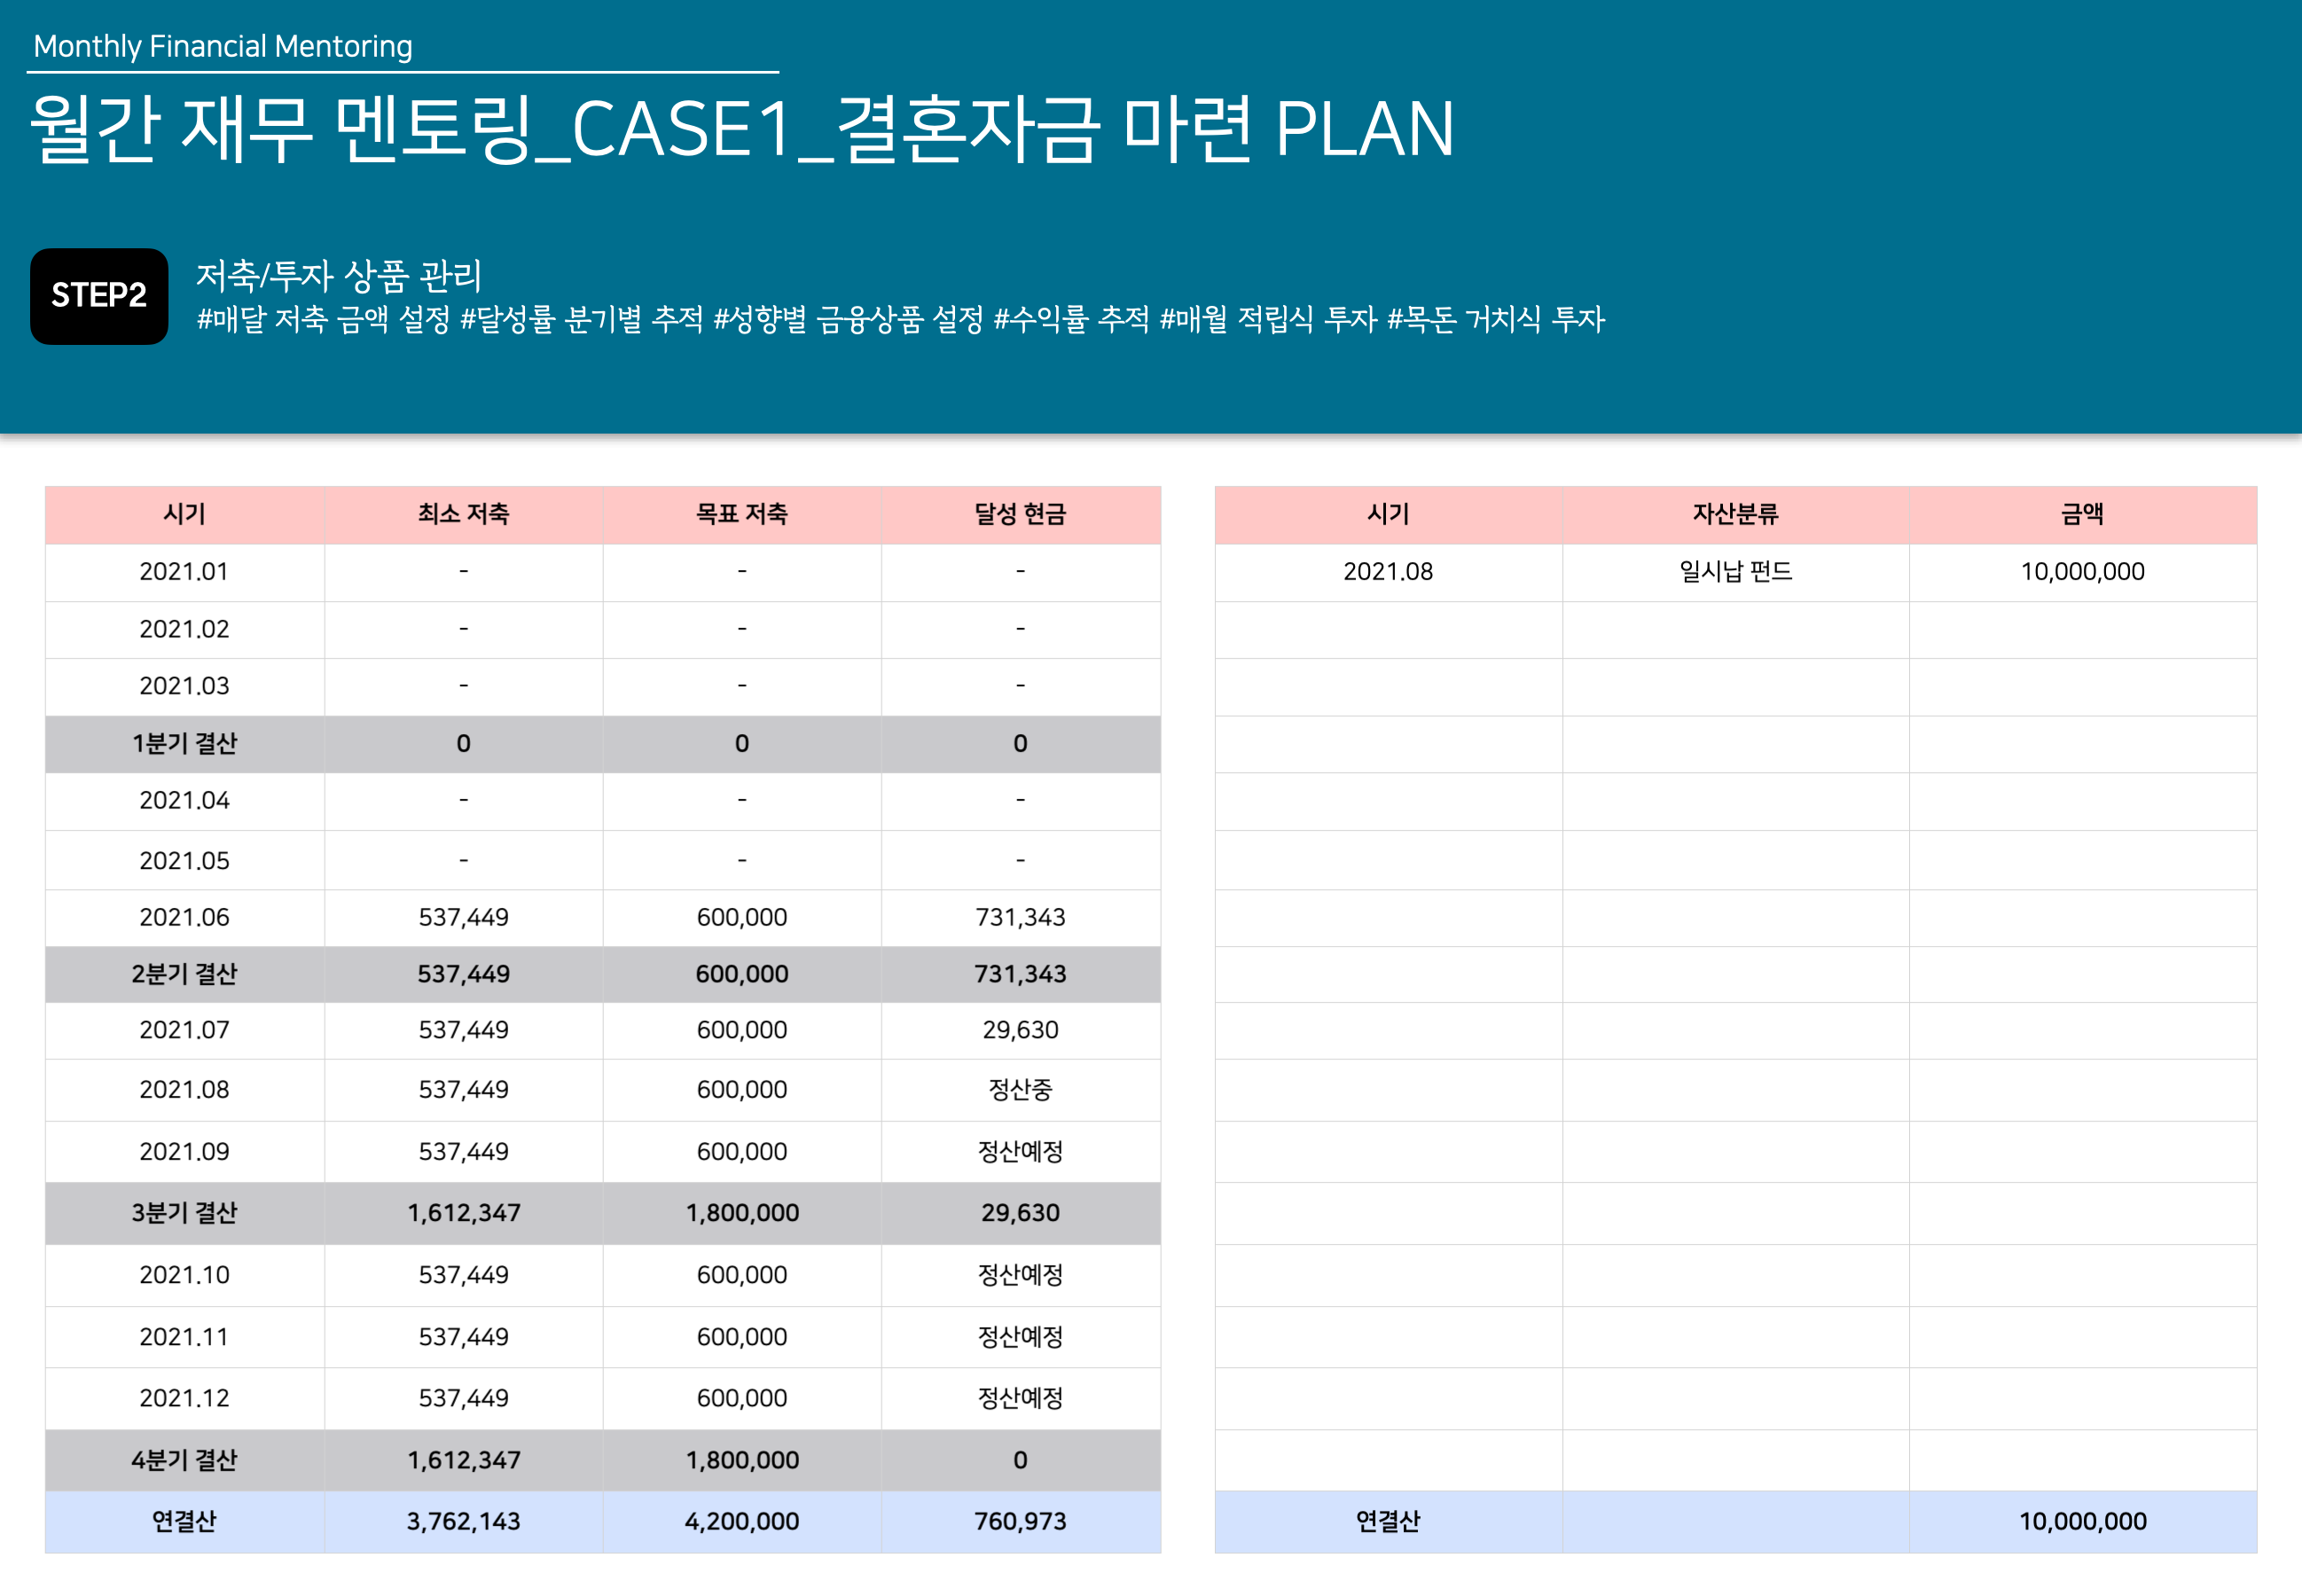 Monthly Financial Mentoring
월간 재무 멘토링_CASE1_결혼자금 마련 PLAN
STEP2
저축/투자 상품 관리
#매달 저축 금액 설정 #달성률 분기별 추적 #성향별 금융상품 설정 #수익률 추적 #매월 적립식 투자 #목돈 거치식 투자
시기 최소 저축 목표 저축 달성 현금
2021.01 - - -
2021.02 - - -
2021.03 - - -
1분기 결산 0 0 0
2021.04 - - -
2021.05 - - -
2021.06 537,449 600,000 731,343
2분기 결산 537,449 600,000 731,343
2021.07 537,449 600,000 29,630
2021.08 537,449 600,000 정산중
2021.09 537,449 600,000 정산예정
3분기 결산 1,612,347 1,800,000 29,630
2021.10 537,449 600,000 정산예정
2021.11 537,449 600,000 정산예정
2021.12 537,449 600,000 정산예정
4분기 결산 1,612,347 1,800,000 0
연결산 3,762,143 4,200,000 760,973
시기 자산분류 금액
2021.08 일시납 펀드 10,000,000
연결산 10,000,000